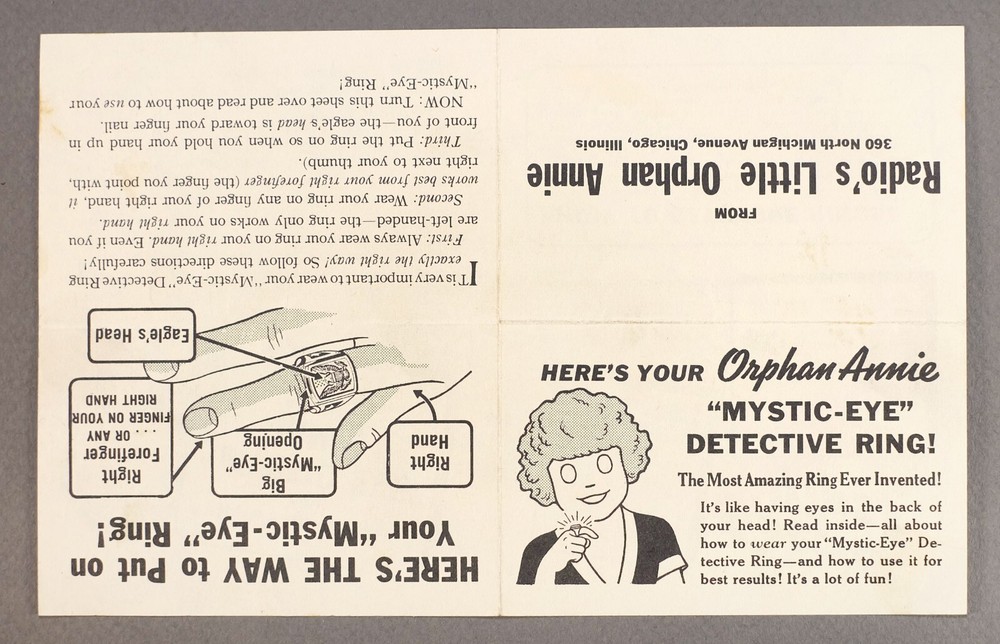 HERE'S YOUR Orphan Annie
"MYSTIC-EYE"
DETECTIVE RING!
The Most Amazing Ring Ever Invented!
It's like having eyes in the back of
your head! Read inside—all about
how to wear your "Mystic-Eye" De-
tective Ring—and how to use it for
best results! It's a lot of fun!
FROM
Radio's Little Orphan Annie
360 North Michigan Avenue, Chicago, Illinois
HERE'S THE WAY to Put on
Your "Mystic-Eye" Ring!
Right
Hand
Big
"Mystic-Eye"
Opening
Right
Forefinger
. . . . OR ANY
FINGER ON YOUR
RIGHT HAND
Eagle's Head
IT is very important to wear your "Mystic-Eye" Detective Ring
exactly the right way! So follow these directions carefully!
First: Always wear your ring on your right hand. Even if you
are left-handed—the ring only works on your right hand.
Second: Wear your ring on any finger of your right hand, it
works best from your right forefinger (the finger you point with,
right next to your thumb).
Third: Put the ring on so when you hold your hand up in
front of you—the eagle's head is toward your finger nail.
NOW: Turn this sheet over and read about how to use your
"Mystic-Eye" Ring!